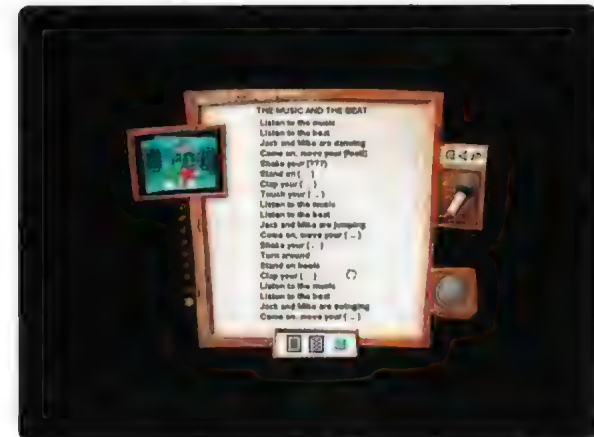 THE MUSIC AND THE BEAT
Listen to the music
Listen to the beat
Jack and Mike are dancing
Come on, move your [feet]
Shake your [???]
Stand on ( )
Clap your ( )
Touch your ( .. )
Listen to the music
Listen to the beat
Jack and Mike are jumping
Come on, move your ( .. )
Shake your ( . )
Turn around
Stand on heels
Clap your ( )
Listen to the music
Listen to the beat
Jack and Mike are swinging
Come on, move your ( .. )